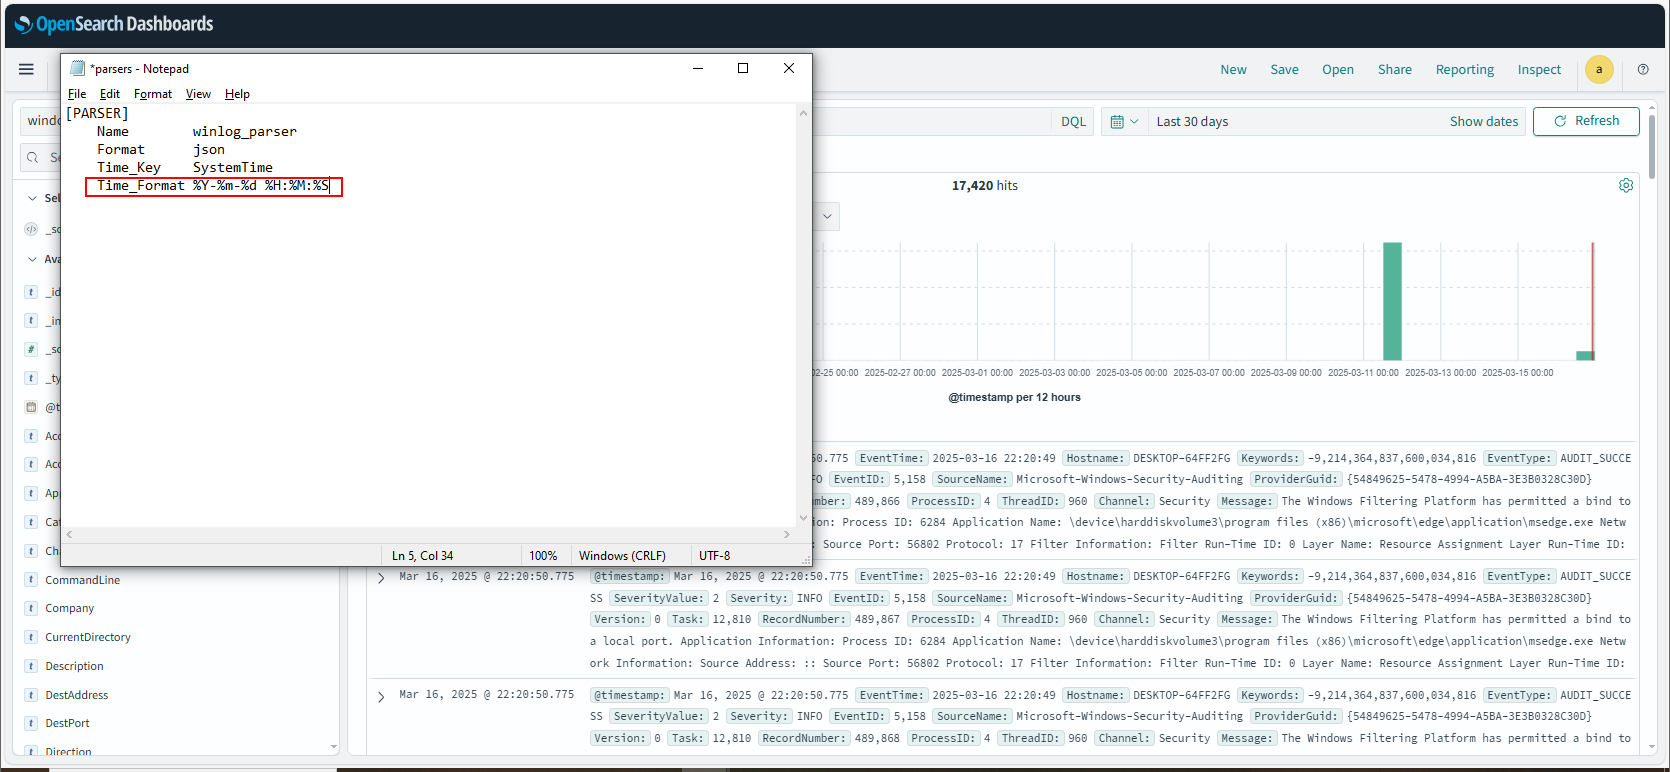 OpenSearch Dashboards
New Save Open Share Reporting Inspect a
DQL Last 30 days Show dates Refresh
17,420 hits
*parsers - Notepad
File Edit Format View Help
[PARSER]
Name winlog_parser
Format json
Time_Key SystemTime
Time_Format %Y-%m-%d %H:%M:%S
Ln 5, Col 34 100% Windows (CRLF) UTF-8
_id
CommandLine
Company
CurrentDirectory
Description
DestAddress
DestPort
Direction
02-25 00:00 2025-02-27 00:00 2025-03-01 00:00 2025-03-03 00:00 2025-03-05 00:00 2025-03-07 00:00 2025-03-09 00:00 2025-03-11 00:00 2025-03-13 00:00 2025-03-15 00:00
@timestamp per 12 hours
50.775 EventTime: 2025-03-16 22:20:49 Hostname: DESKTOP-64FF2FG Keywords: -9,214,364,837,600,034,816 EventType: AUDIT_SUCCE
FO EventID: 5,158 SourceName: Microsoft-Windows-Security-Auditing ProviderGuid: {54849625-5478-4994-A5BA-3E3B0328C30D}
mber: 489,866 ProcessID: 4 ThreadID: 960 Channel: Security Message: The Windows Filtering Platform has permitted a bind to
on: Process ID: 6284 Application Name: \device\harddiskvolume3\program files (x86)\microsoft\edge\application\msedge.exe Netw
: Source Port: 56802 Protocol: 17 Filter Information: Filter Run-Time ID: 0 Layer Name: Resource Assignment Layer Run-Time ID:
Mar 16, 2025 @ 22:20:50.775 @timestamp: Mar 16, 2025 @ 22:20:50.775 EventTime: 2025-03-16 22:20:49 Hostname: DESKTOP-64FF2FG Keywords: -9,214,364,837,600,034,816 EventType: AUDIT_SUCCE
SS SeverityValue: 2 Severity: INFO EventID: 5,158 SourceName: Microsoft-Windows-Security-Auditing ProviderGuid: {54849625-5478-4994-A5BA-3E3B0328C30D}
Version: 0 Task: 12,810 RecordNumber: 489,867 ProcessID: 4 ThreadID: 960 Channel: Security Message: The Windows Filtering Platform has permitted a bind to
a local port. Application Information: Process ID: 6284 Application Name: \device\harddiskvolume3\program files (x86)\microsoft\edge\application\msedge.exe Netw
ork Information: Source Address: :: Source Port: 56802 Protocol: 17 Filter Information: Filter Run-Time ID: 0 Layer Name: Resource Assignment Layer Run-Time ID:
Mar 16, 2025 @ 22:20:50.775 @timestamp: Mar 16, 2025 @ 22:20:50.775 EventTime: 2025-03-16 22:20:49 Hostname: DESKTOP-64FF2FG Keywords: -9,214,364,837,600,034,816 EventType: AUDIT_SUCCE
SS SeverityValue: 2 Severity: INFO EventID: 5,158 SourceName: Microsoft-Windows-Security-Auditing ProviderGuid: {54849625-5478-4994-A5BA-3E3B0328C30D}
Version: 0 Task: 12,810 RecordNumber: 489,868 ProcessID: 4 ThreadID: 960 Channel: Security Message: The Windows Filtering Platform has permitted a bind to